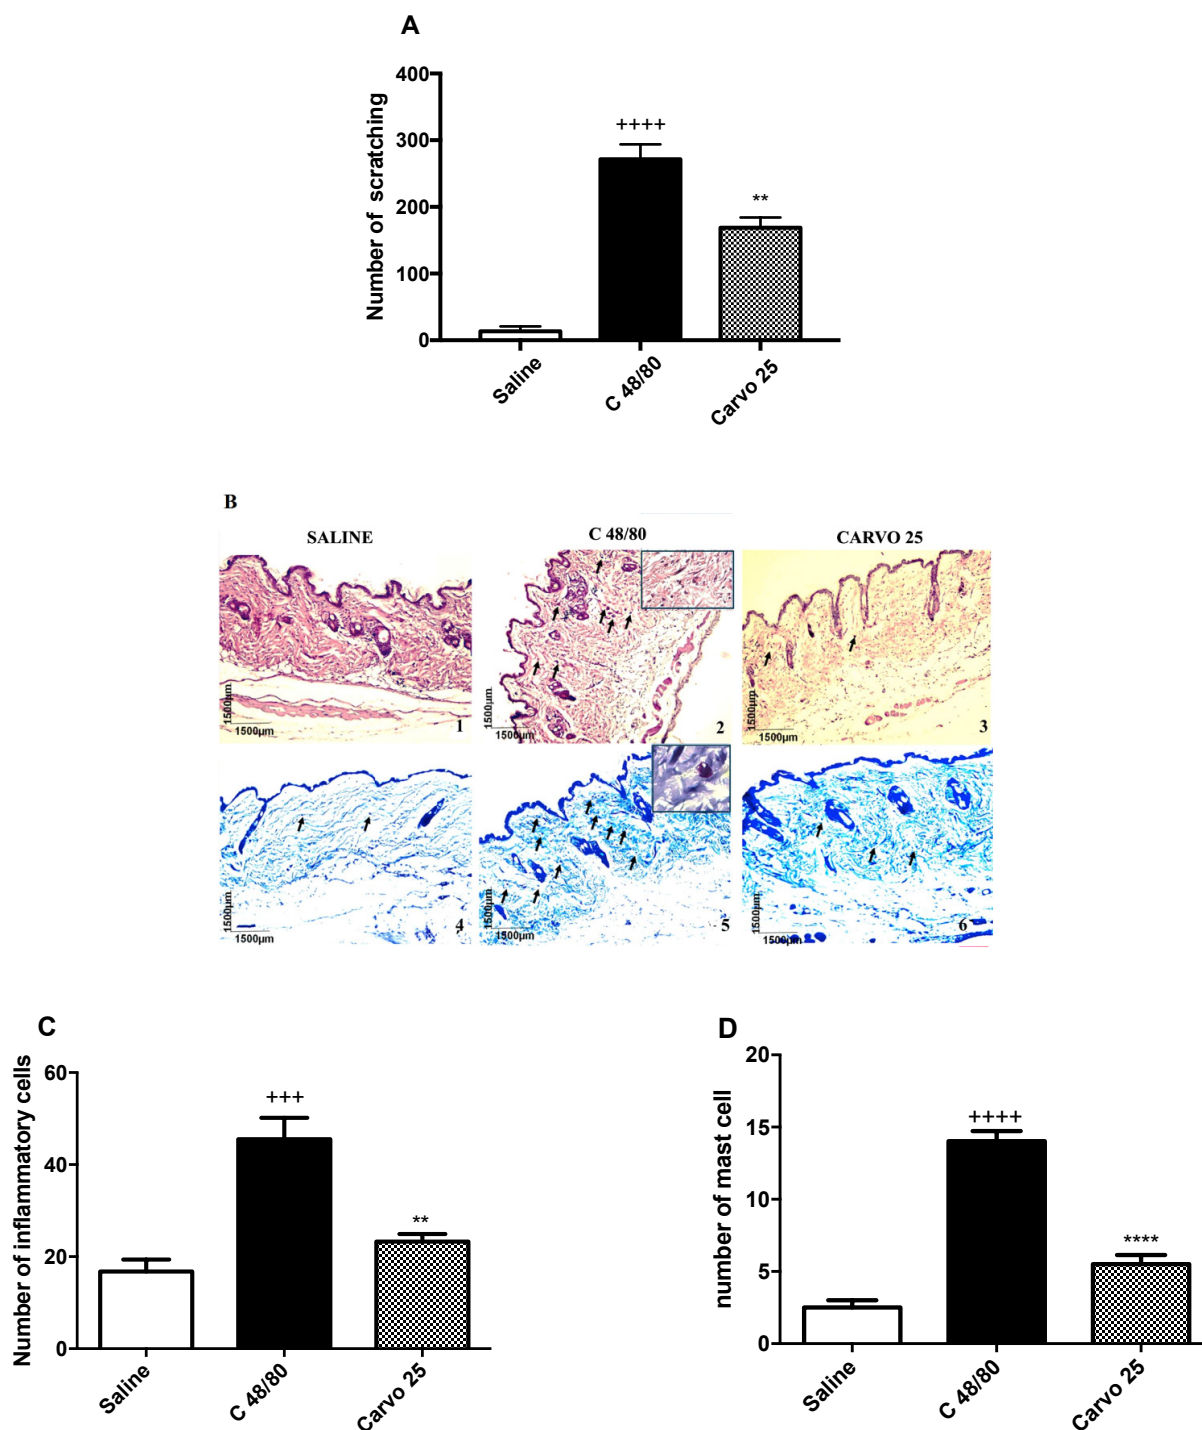 A
Number of scratching
400
300
200
100
0
++++
**
Saline
C 48/80
Carvo 25
B
SALINE
C 48/80
CARVO 25
1500µm
1500µm
1
1500µm
1500µm
2
1500µm
1500µm
3
1500µm
1500µm
4
1500µm
1500µm
5
1500µm
1500µm
6
C
Number of inflammatory cells
60
40
20
0
+++
**
Saline
C 48/80
Carvo 25
D
number of mast cell
20
15
10
5
0
++++
****
Saline
C 48/80
Carvo 25